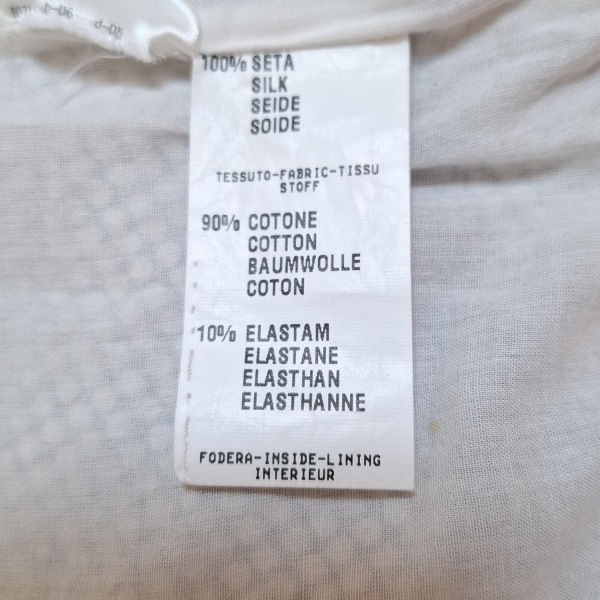 100% SETA
SILK
SEIDE
SOIDE
TESSUTO-FABRIC-TISSU
STOFF
90% COTONE
COTTON
BAUMWOLLE
COTON
10% ELASTAM
ELASTANE
ELASTHAN
ELASTHANNE
FODERA-INSIDE-LINING
INTERIEUR